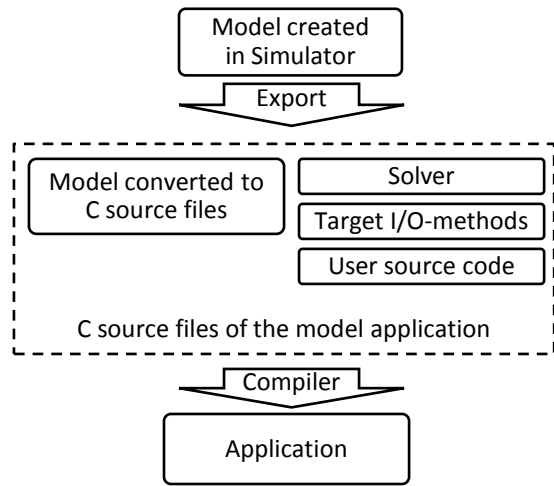 Model created
in Simulator
Export
Model converted to
C source files
Solver
Target I/O-methods
User source code
C source files of the model application
Compiler
Application